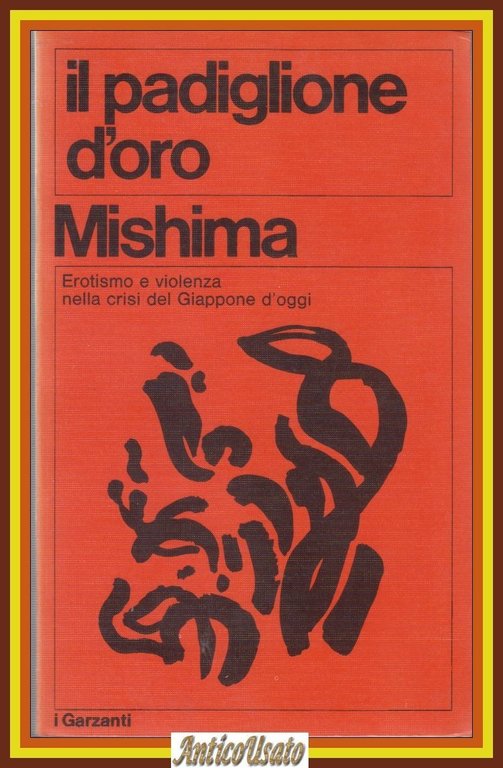 il padiglione
d'oro
Mishima
Erotismo e violenza
nella crisi del Giappone d'oggi
i Garzanti
AnticoUsato